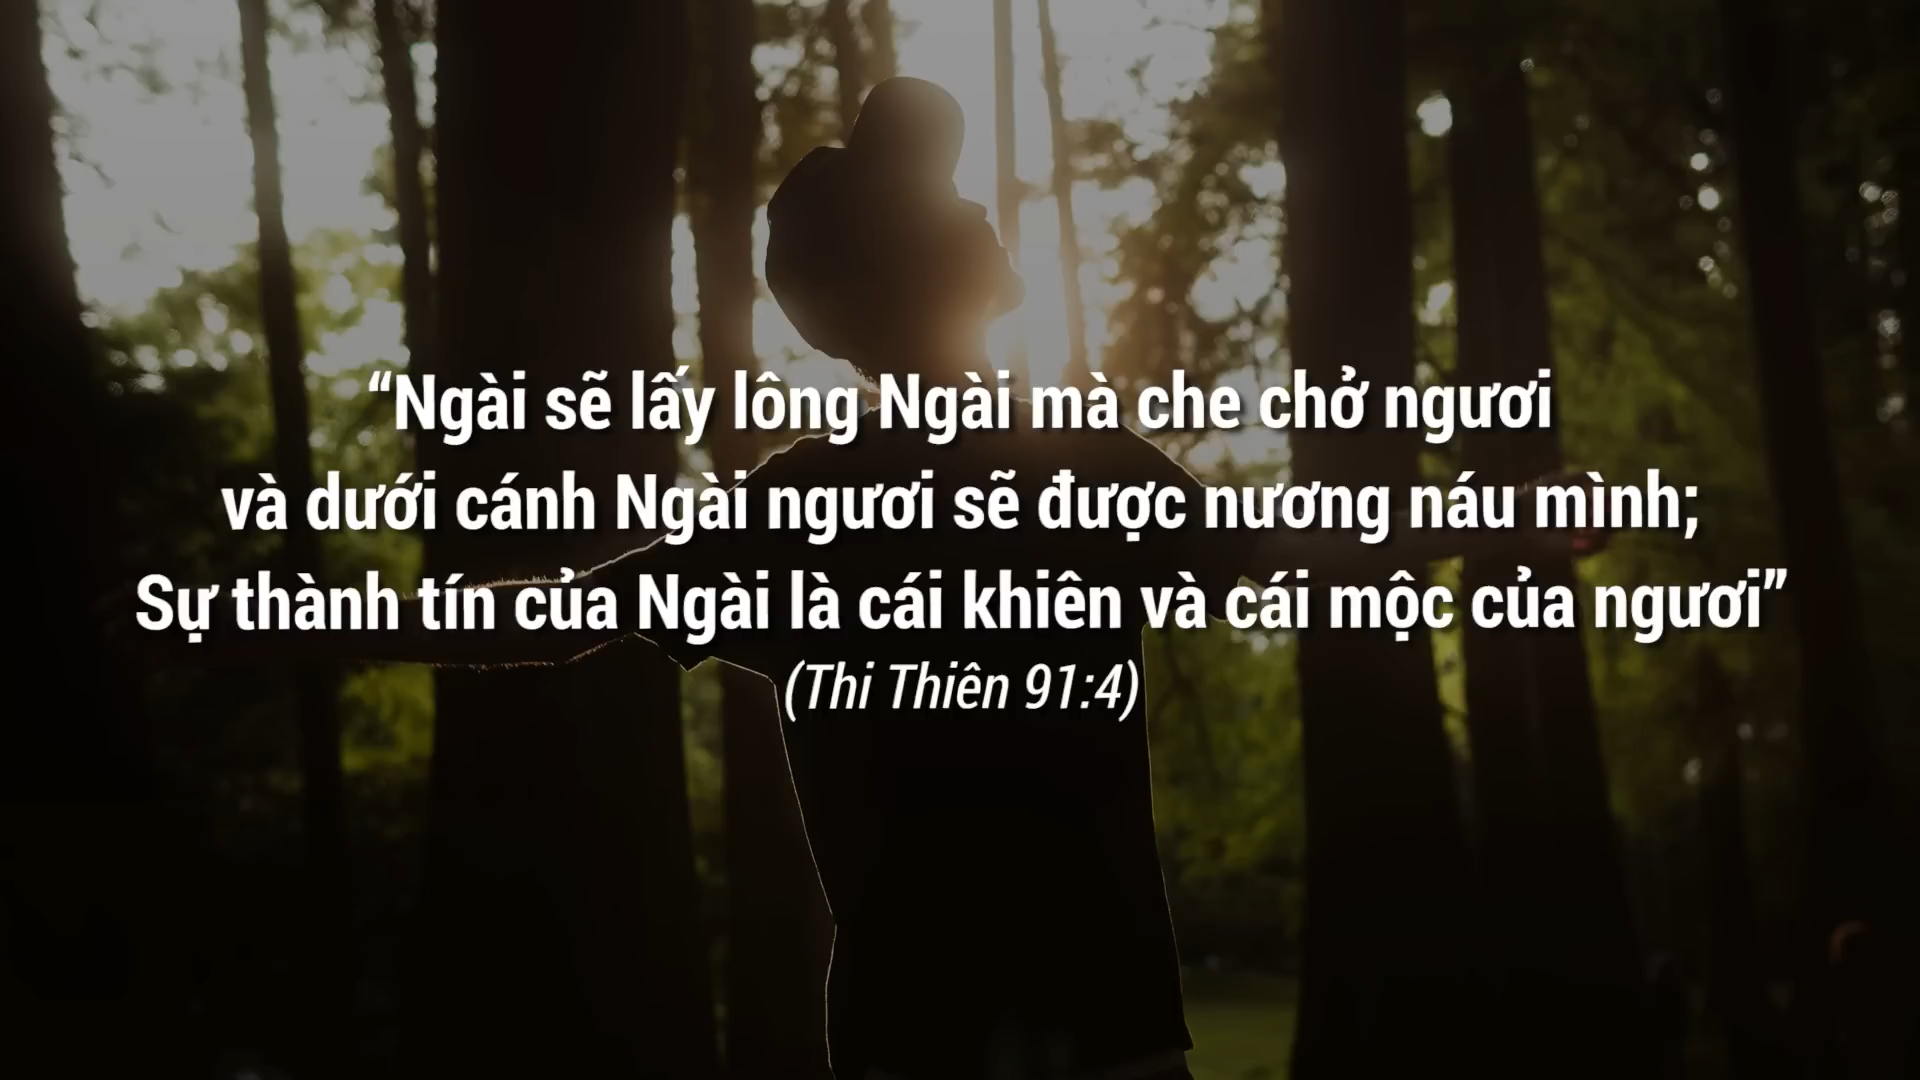 “Ngài sẽ lấy lông Ngài mà che chở ngươi
và dưới cánh Ngài ngươi sẽ được nương náu mình;
Sự thành tín của Ngài là cái khiên và cái mộc của ngươi”
(Thi Thiên 91:4)